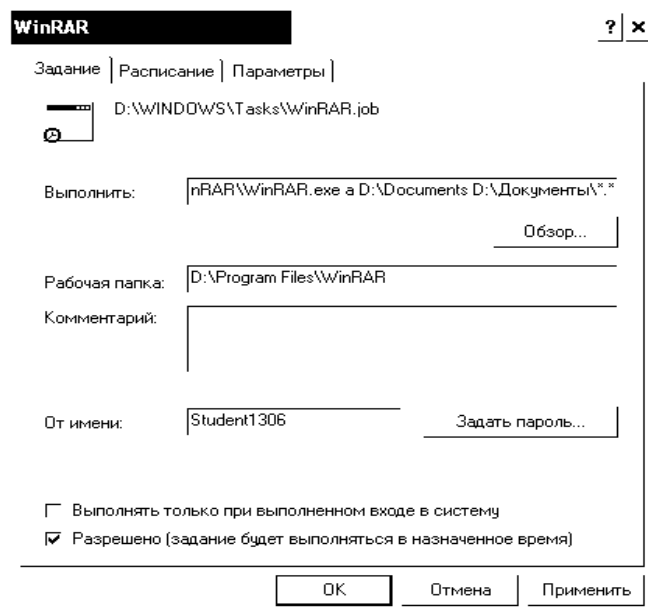 WinRAR
Задание Расписание Параметры
D:\WINDOWS\Tasks\WinRAR.job
Выполнить: nRAR\WinRAR.exe a D:\Documents D:\Документы\*.*
Обзор...
Рабочая папка: D:\Program Files\WinRAR
Комментарий:
От имени: Student1306 Задать пароль...
Выполнять только при выполненном входе в систему
Разрешено (задание будет выполняться в назначенное время)
OK Отмена Применить